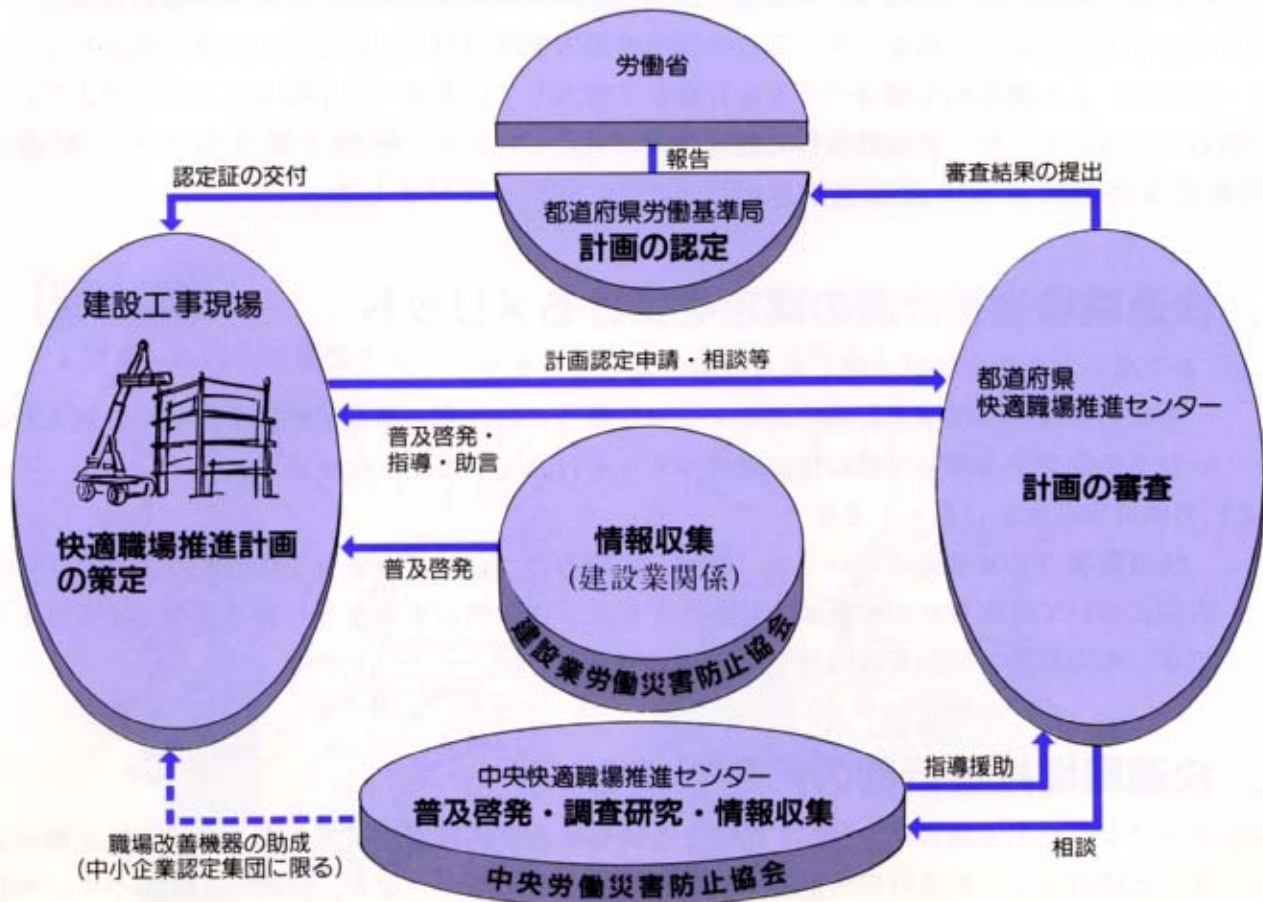 労働省
報告
認定証の交付
審査結果の提出
都道府県労働基準局
計画の認定
建設工事現場
計画認定申請・相談等
都道府県
快適職場推進センター
普及啓発・
指導・助言
計画の審査
情報収集
(建設業関係)
快適職場推進計画
の策定
普及啓発
建設業労働災害防止協会
中央快適職場推進センター
指導援助
普及啓発・調査研究・情報収集
職場改善機器の助成
(中小企業認定集団に限る)
相談
中央労働災害防止協会